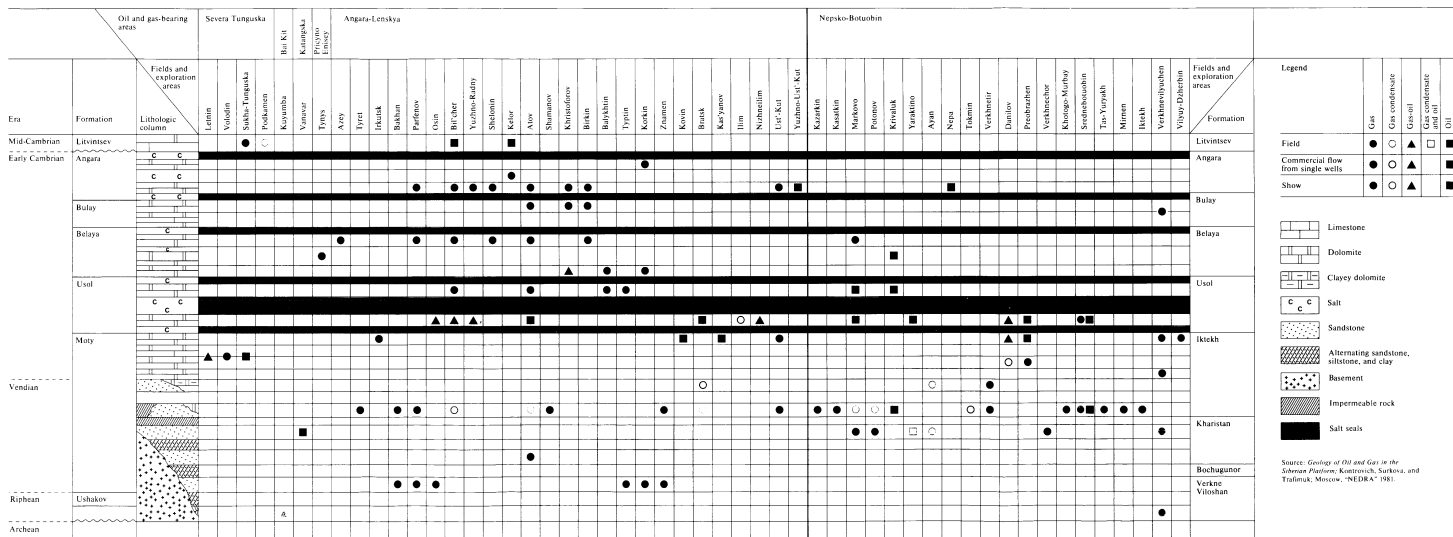 Oil and gas-bearing
areas
Severa Tunguska
Bai Kit
Katangska
Pricyno
Enisey
Angara-Lenskya
Nepsko-Botuobin
Era
Formation
Fields and
exploration
areas
Lithologic
column
Letnin
Volodin
Sukha-Tunguska
Podkamen
Kuyumba
Vanavar
Tynys
Azey
Tyret
Irkutsk
Bakhan
Parfenov
Osin
Bil'cher
Yuzhno-Radny
Shelonin
Kelor
Atov
Shamanov
Khristoforov
Birkin
Balykhtin
Typtin
Korkin
Znamen
Kovin
Bratsk
Kas'yanov
Ilim
Nizhneilim
Ust'-Kut
Yuzhno-Ust'-Kut
Kazarkin
Kasatkin
Markovo
Potonov
Krivaluk
Yaraktino
Ayan
Nepa
Tokmin
Verkhnetir
Danilov
Preobrazhen
Verkhnechor
Khotogo-Murbay
Srednebotuobin
Tas-Yuryakh
Mirnen
Iktekh
Verkhnevilyuchen
Vilyuy-Dzherbin
Fields and
exploration
areas
Formation
Mid-Cambrian
Litvintsev
Litvintsev
Early Cambrian
Angara
C C
C C
C C
Angara
Bulay
Bulay
Belaya
C
C
Belaya
Usol
C C
C C
C
C
Usol
Moty
Iktekh
Vendian
Kharistan
Bochugunor
Riphean
Ushakov
Verkne
Viloshan
Archean
Legend
Gas
Gas condensate
Gas-oil
Gas condensate
and oil
Oil
Field
Commercial flow
from single wells
Show
Limestone
Dolomite
Clayey dolomite
C C
C
Salt
Sandstone
Alternating sandstone,
siltstone, and clay
Basement
Impermeable rock
Salt seals
Source: Geology of Oil and Gas in the
Siberian Platform; Kontrovich, Surkova, and
Trafimuk; Moscow, "NEDRA" 1981.